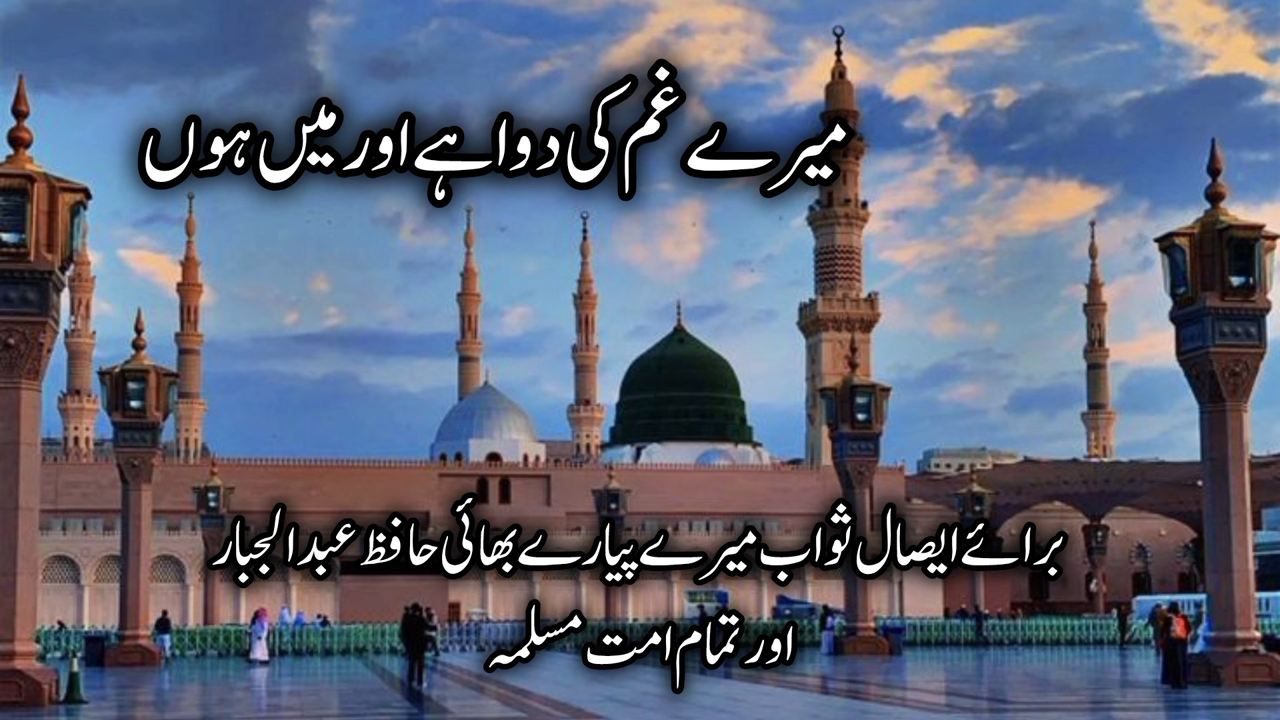 میرے غم کی دوا ہے اور میں ہوں
برائے ایصال ثواب میرے پیارے بھائی حافظ عبدالجبار
اور تمام امت مسلمہ